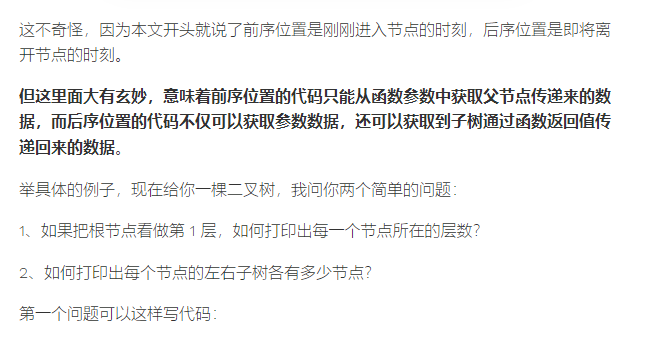 这不奇怪，因为本文开头就说了前序位置是刚刚进入节点的时刻，后序位置是即将离
开节点的时刻。
但这里面大有玄妙，意味着前序位置的代码只能从函数参数中获取父节点传递来的数
据，而后序位置的代码不仅可以获取参数数据，还可以获取到子树通过函数返回值传
递回来的数据。
举具体的例子，现在给你一棵二叉树，我问你两个简单的问题：
1、如果把根节点看做第 1 层，如何打印出每一个节点所在的层数？
2、如何打印出每个节点的左右子树各有多少节点？
第一个问题可以这样写代码：